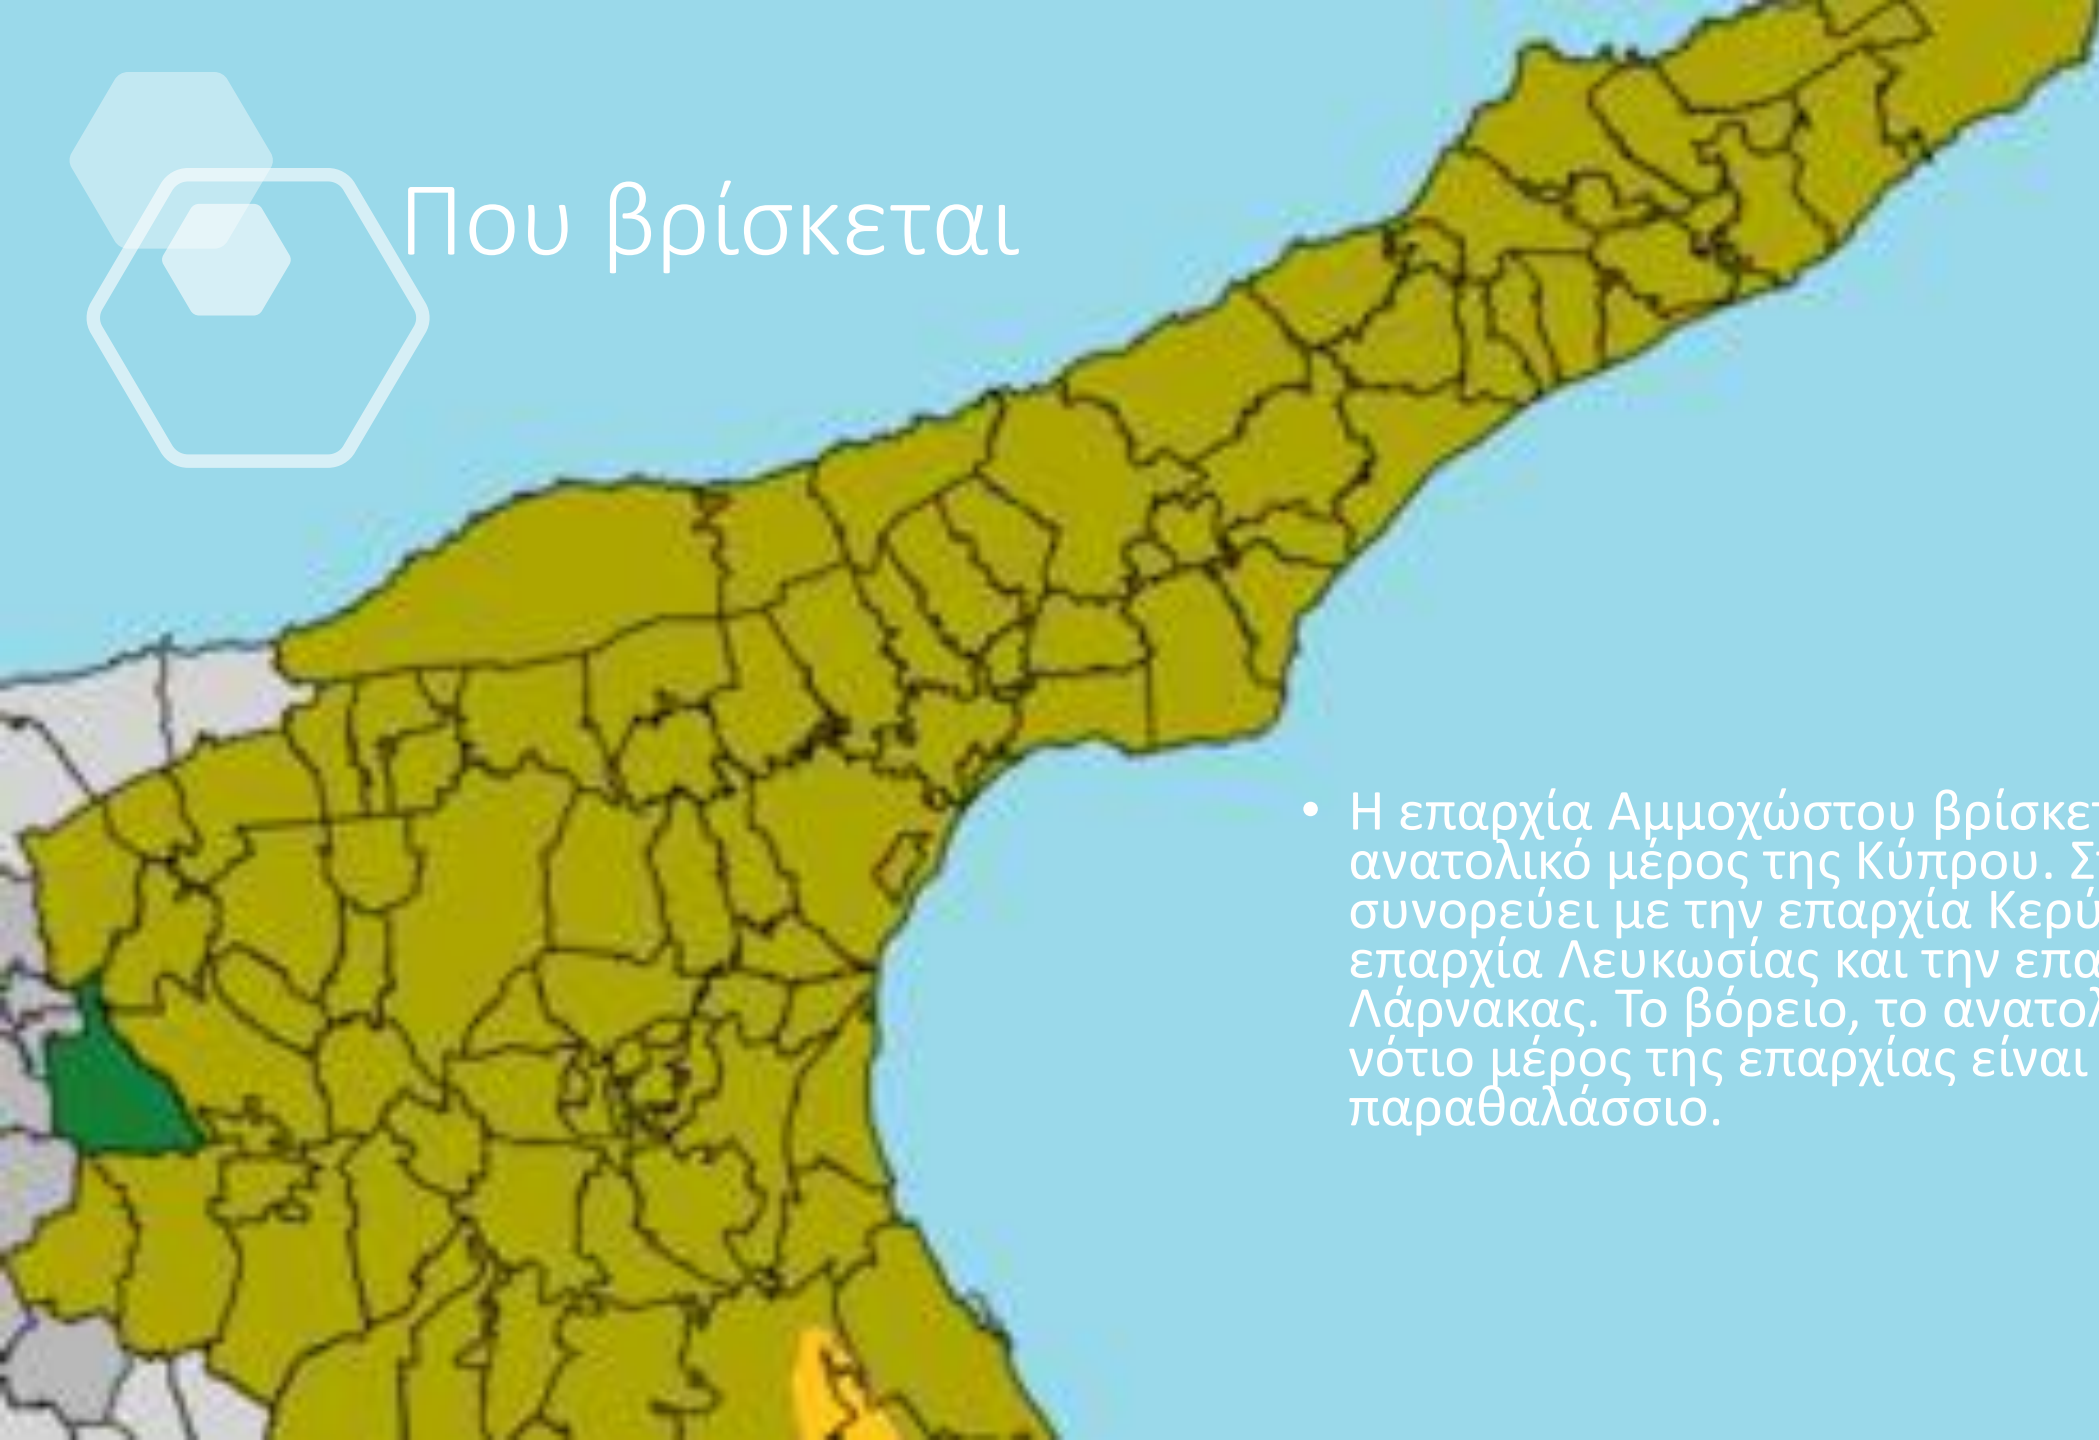 Που βρίσκεται
• Η επαρχία Αμμοχώστου
ανατολικό μέρος της Κύπρου.
συνορεύει με την επαρχία
επαρχία Λευκωσίας και την
Λάρνακας. Το βόρειο, το
νότιο μέρος της επαρχίας είναι
παραθαλάσσιο.